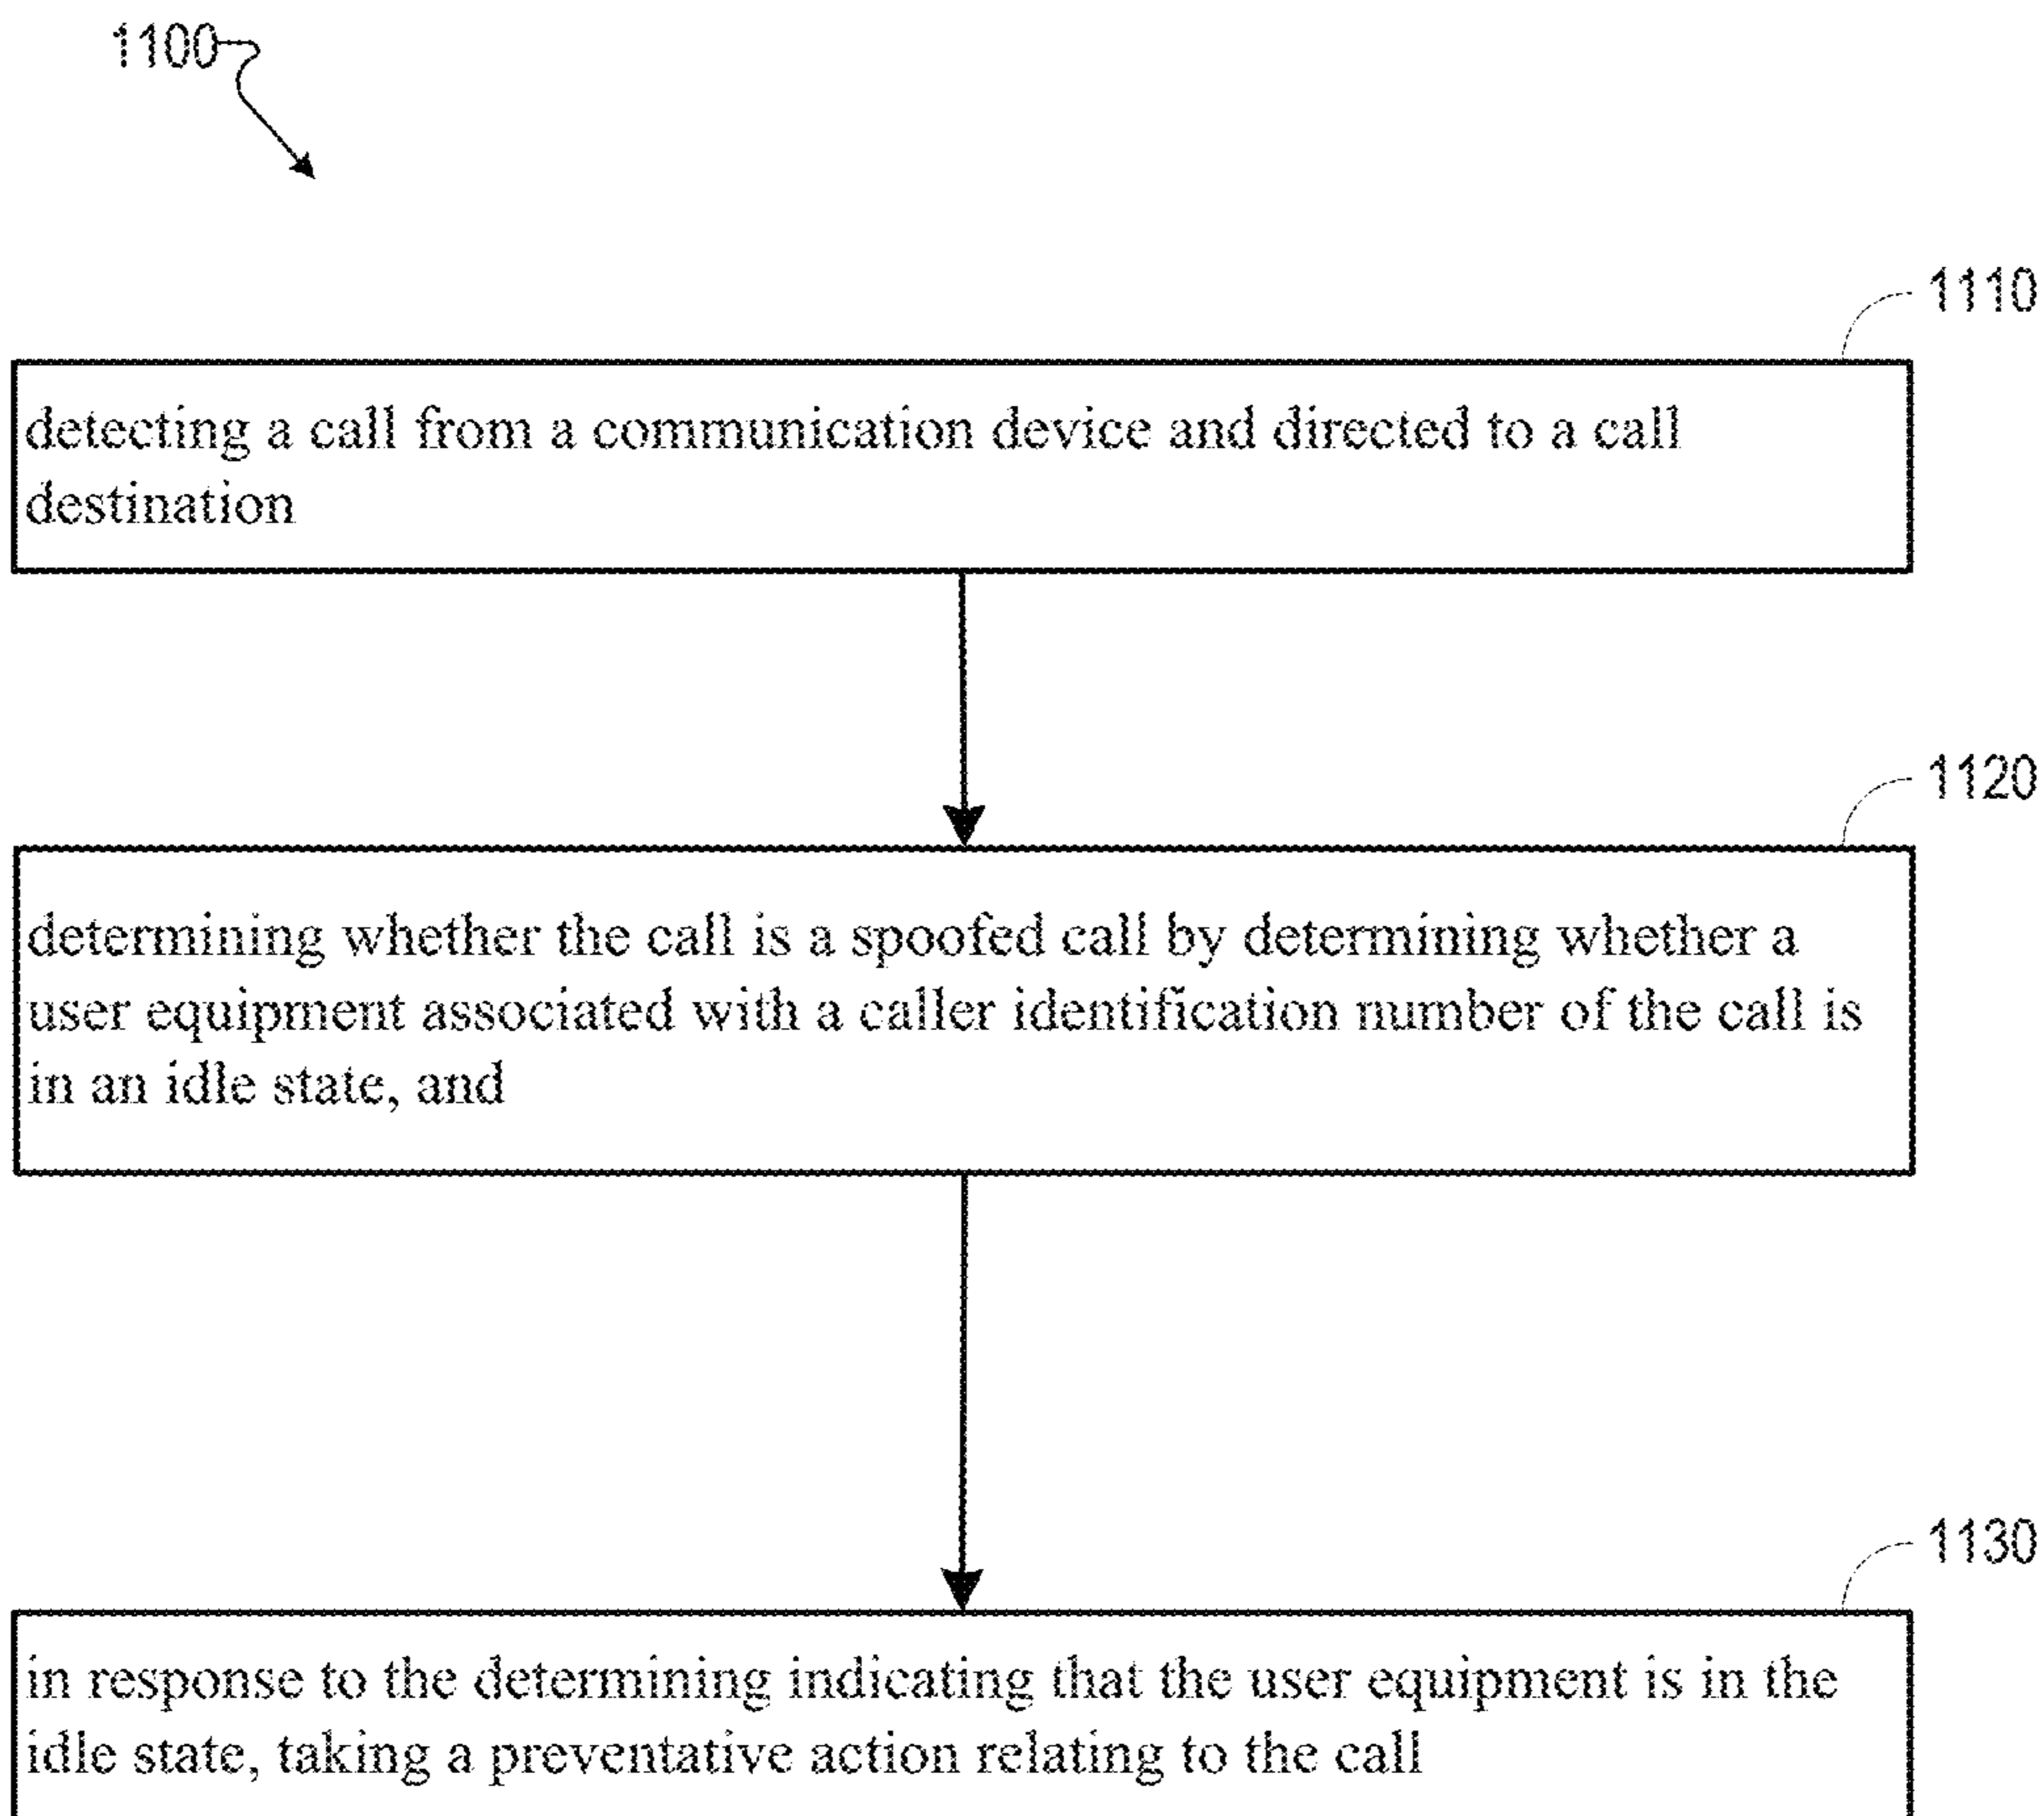 1100
1110
detecting a call from a communication device and directed to a call
destination
1120
determining whether the call is a spoofed call by determining whether a
user equipment associated with a caller identification number of the call is
in an idle state, and
1130
in response to the determining indicating that the user equipment is in the
idle state, taking a preventative action relating to the call